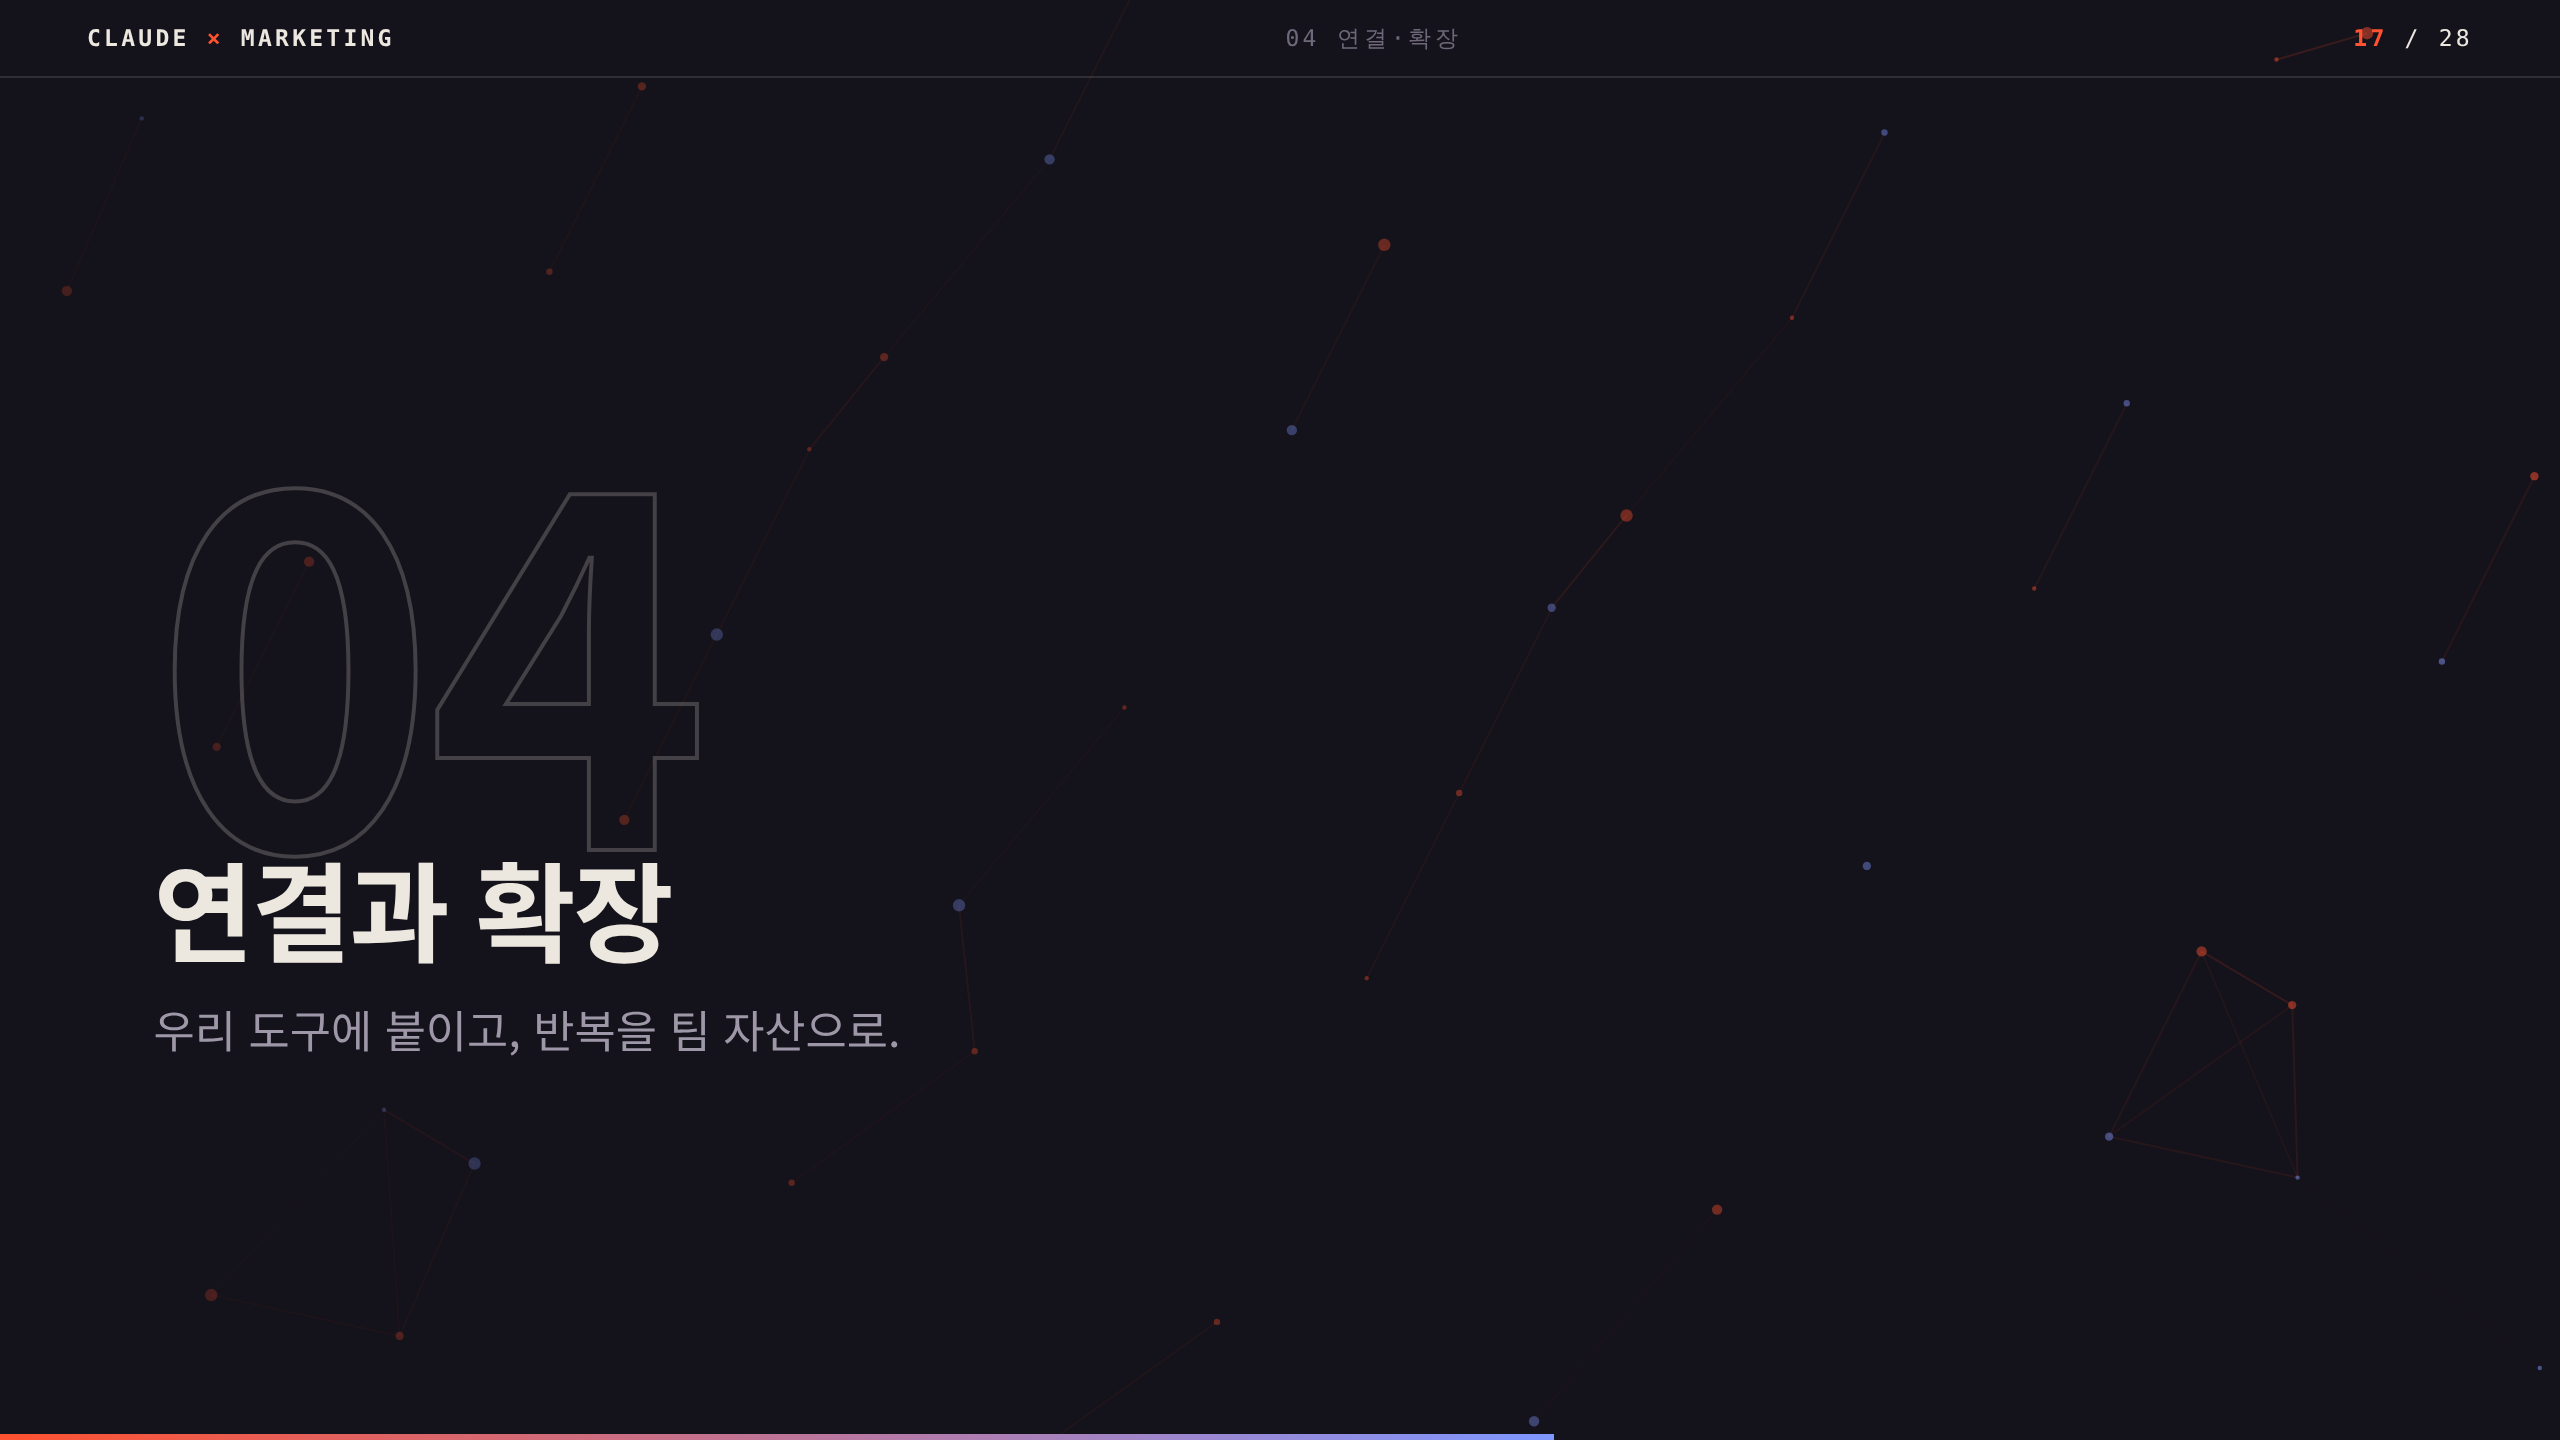 CLAUDE × MARKETING
04 연결·확장
17 / 28
04
연결과 확장
우리 도구에 붙이고, 반복을 팀 자산으로.